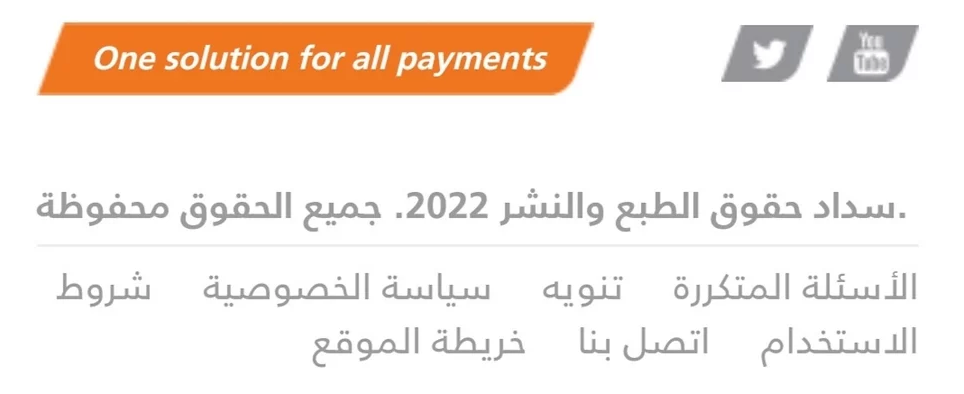 One solution for all payments
You Tube
سداد حقوق الطبع والنشر 2022. جميع الحقوق محفوظة.
الأسئلة المتكررة تنويه سياسة الخصوصية شروط
الاستخدام اتصل بنا خريطة الموقع